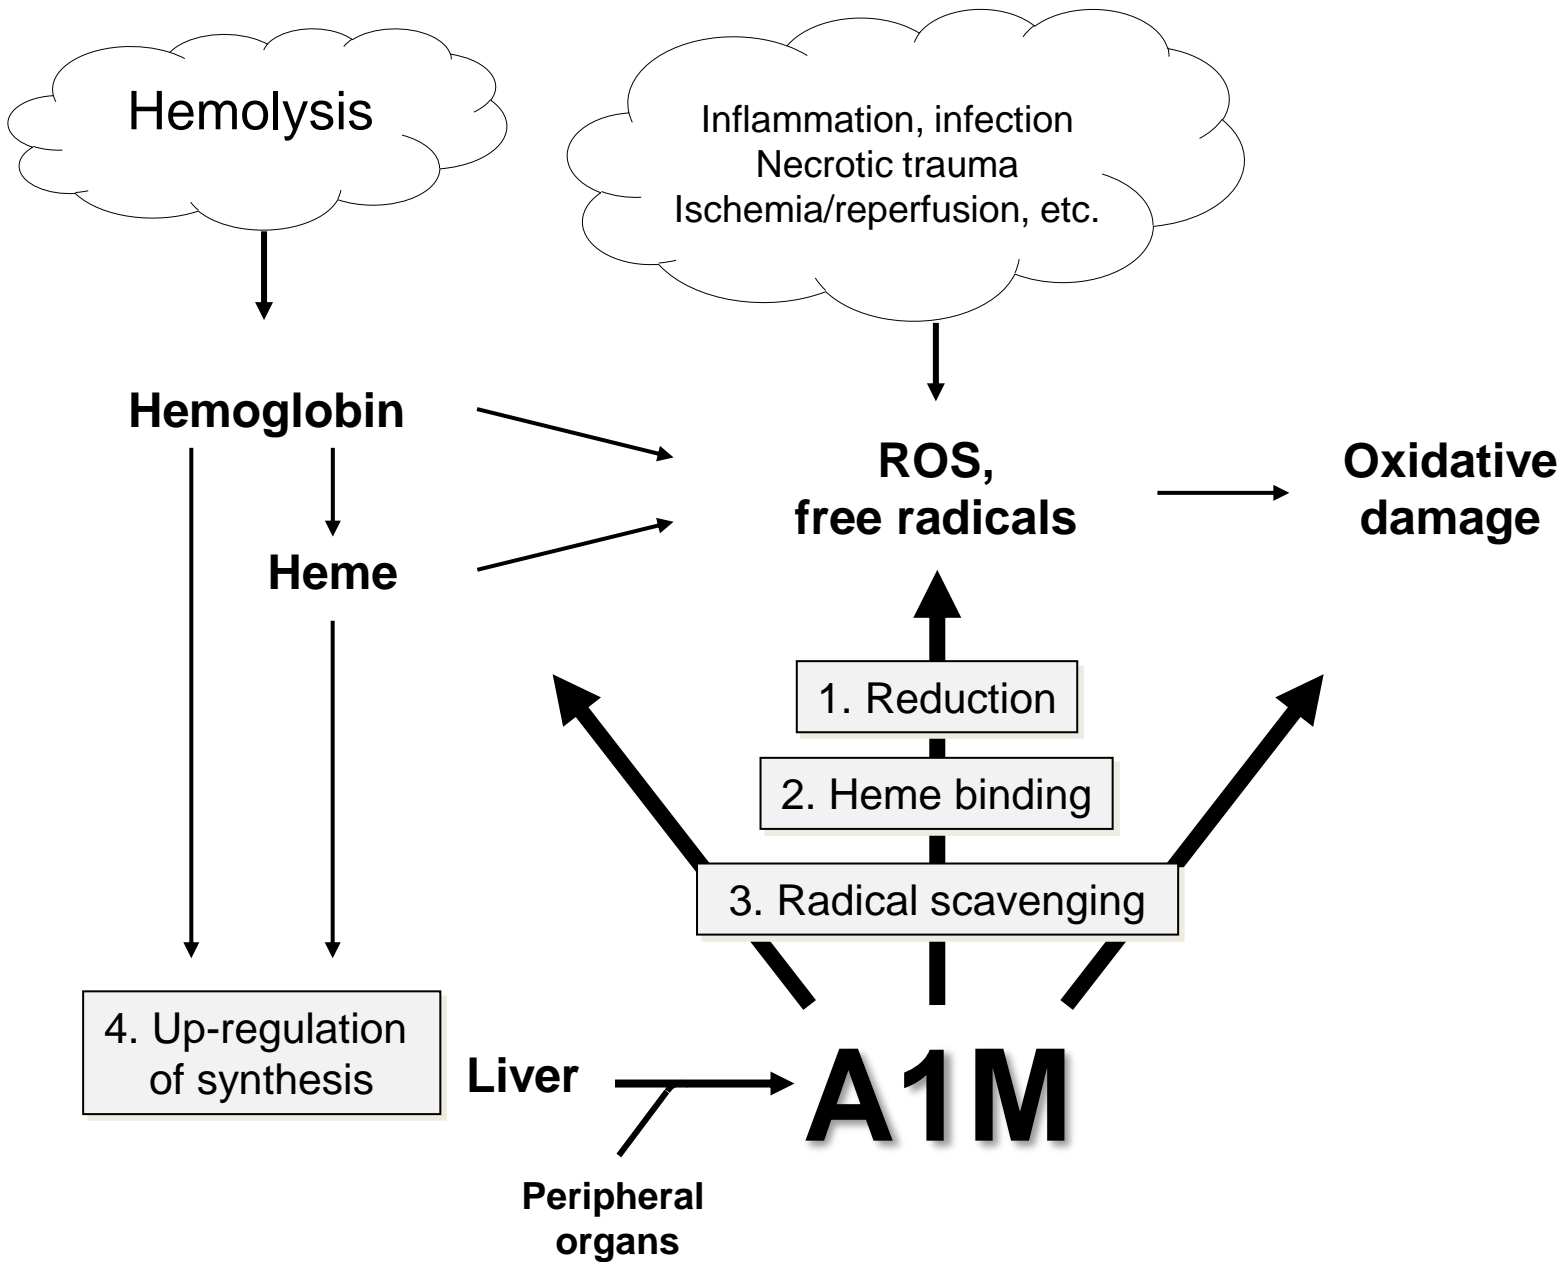 Hemolysis
Inflammation, infection
Necrotic trauma
Ischemia/reperfusion, etc.
Hemoglobin
ROS,
free radicals
Oxidative
damage
Heme
1. Reduction
2. Heme binding
3. Radical scavenging
4. Up-regulation
of synthesis
Liver
A1M
Peripheral
organs